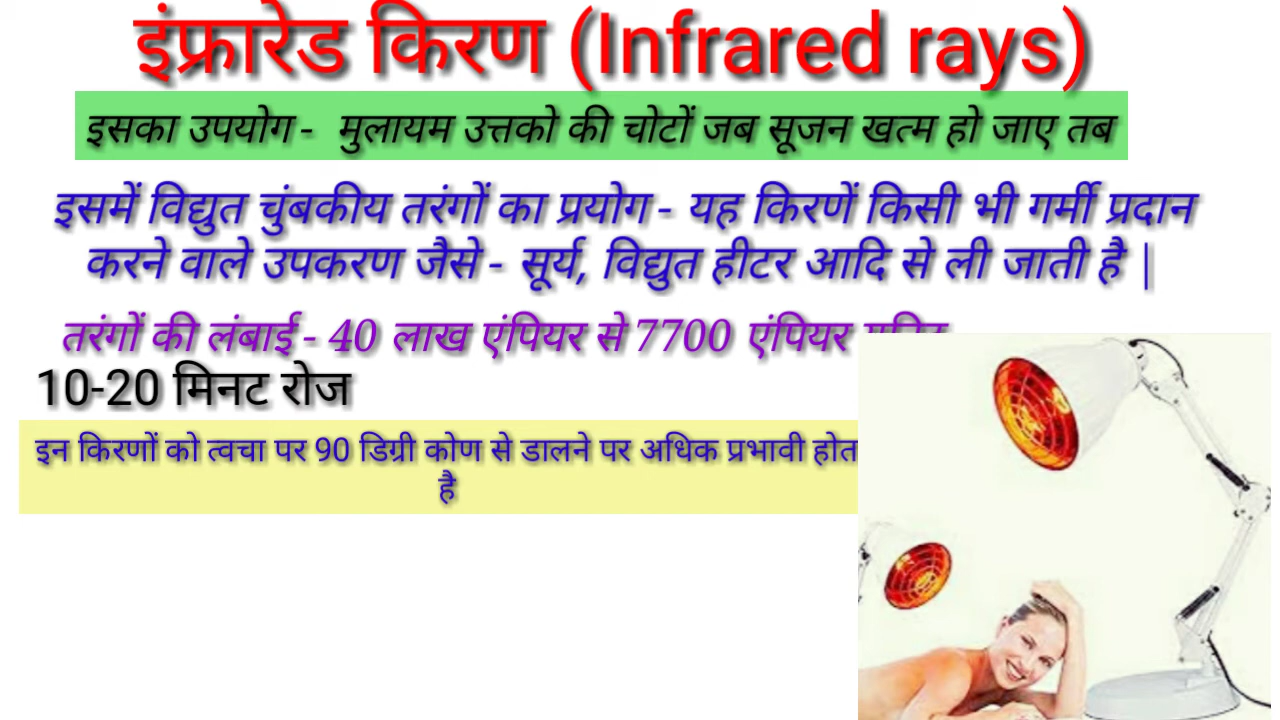 इंफ्रारेड किरण (Infrared rays)
इसका उपयोग - मुलायम उत्तको की चोटों जब सूजन खत्म हो जाए तब
इसमें विद्युत चुंबकीय तरंगों का प्रयोग - यह किरणें किसी भी गर्मी प्रदान
करने वाले उपकरण जैसे - सूर्य, विद्युत हीटर आदि से ली जाती है |
तरंगों की लंबाई - 40 लाख एंपियर से 7700 एंपियर
10-20 मिनट रोज
इन किरणों को त्वचा पर 90 डिग्री कोण से डालने पर अधिक प्रभावी होत
है